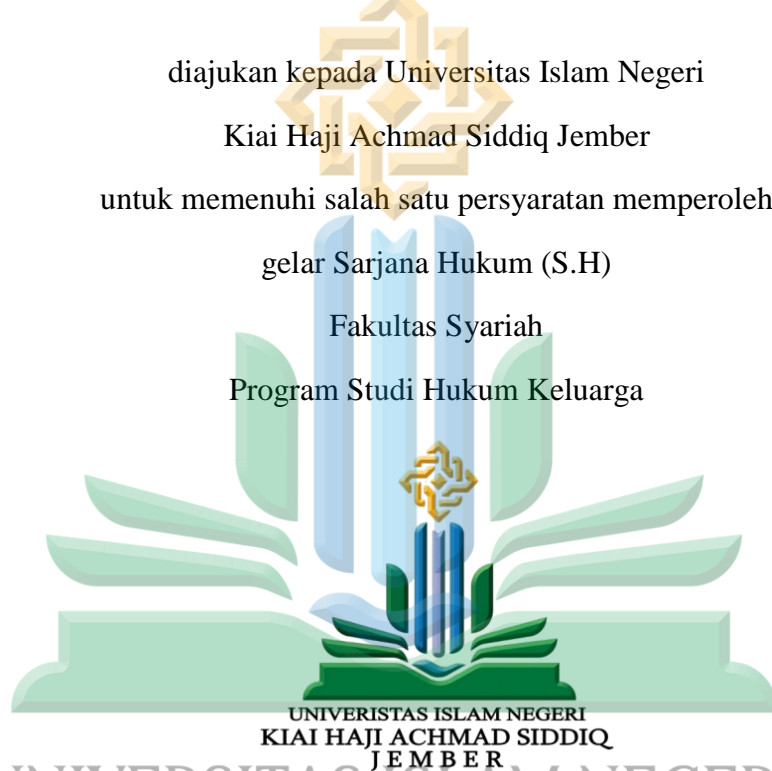 diajukan kepada Universitas Islam Negeri
Kiai Haji Achmad Siddiq Jember
untuk memenuhi salah satu persyaratan memperoleh
gelar Sarjana Hukum (S.H)
Fakultas Syariah
Program Studi Hukum Keluarga
UNIVERISTAS ISLAM NEGERI
KIAI HAJI ACHMAD SIDDIQ
JEMBER